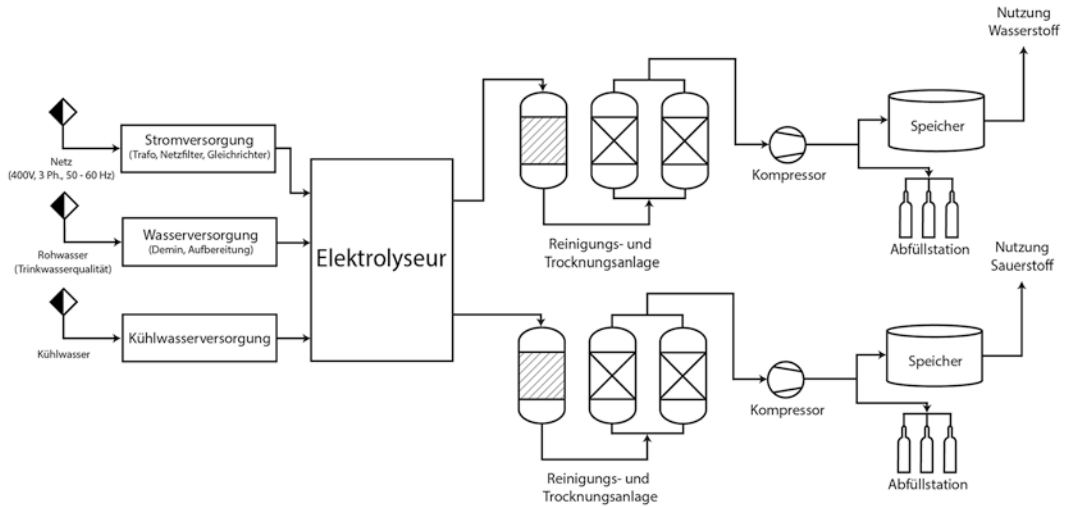 Nutzung
Wasserstoff
Stromversorgung
(Trafo, Netzfilter, Gleichrichter)
Netz
(400V, 3 Ph., 50 - 60 Hz)
Speicher
Kompressor
Wasserversorgung
(Demin, Aufbereitung)
Rohwasser
(Trinkwasserqualität)
Elektrolyseur
Reinigungs- und
Trocknungsanlage
Abfüllstation
Nutzung
Sauerstoff
Kühlwasserversorgung
Kühlwasser
Speicher
Kompressor
Reinigungs- und
Trocknungsanlage
Abfüllstation